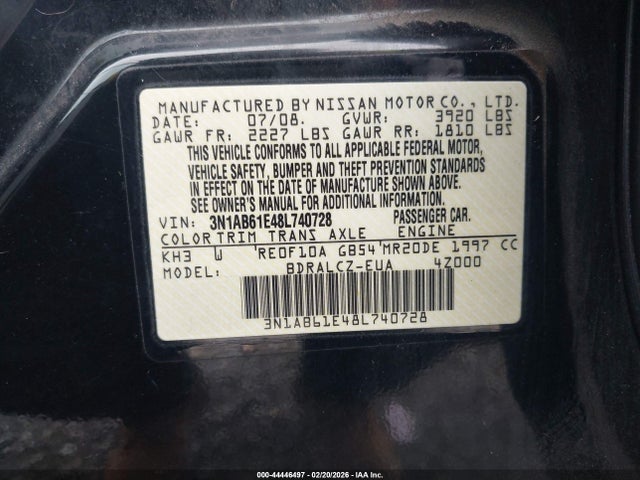 MANUFACTURED BY NISSAN MOTOR CO., LTD.
DATE: 07/08. GVWR: 3920 LBS
GAWR FR: 2227 LBS GAWR RR: 1810 LBS
THIS VEHICLE CONFORMS TO ALL APPLICABLE FEDERAL MOTOR,
VEHICLE SAFETY, BUMPER AND THEFT PREVENTION STANDARDS
IN EFFECT ON THE DATE OF MANUFACTURE SHOWN ABOVE.
SEE OWNER'S MANUAL FOR MORE INFORMATION.
VIN: 3N1AB61E48L740728 PASSENGER CAR.
COLOR TRIM TRANS AXLE ENGINE
KH3 W RE0F10A GB54 MR20DE 1997 CC
MODEL: BDRALCZ-EUA 4Z000
3N1AB61E48L740728
000-44446497 - 02/20/2026 - IAA Inc.